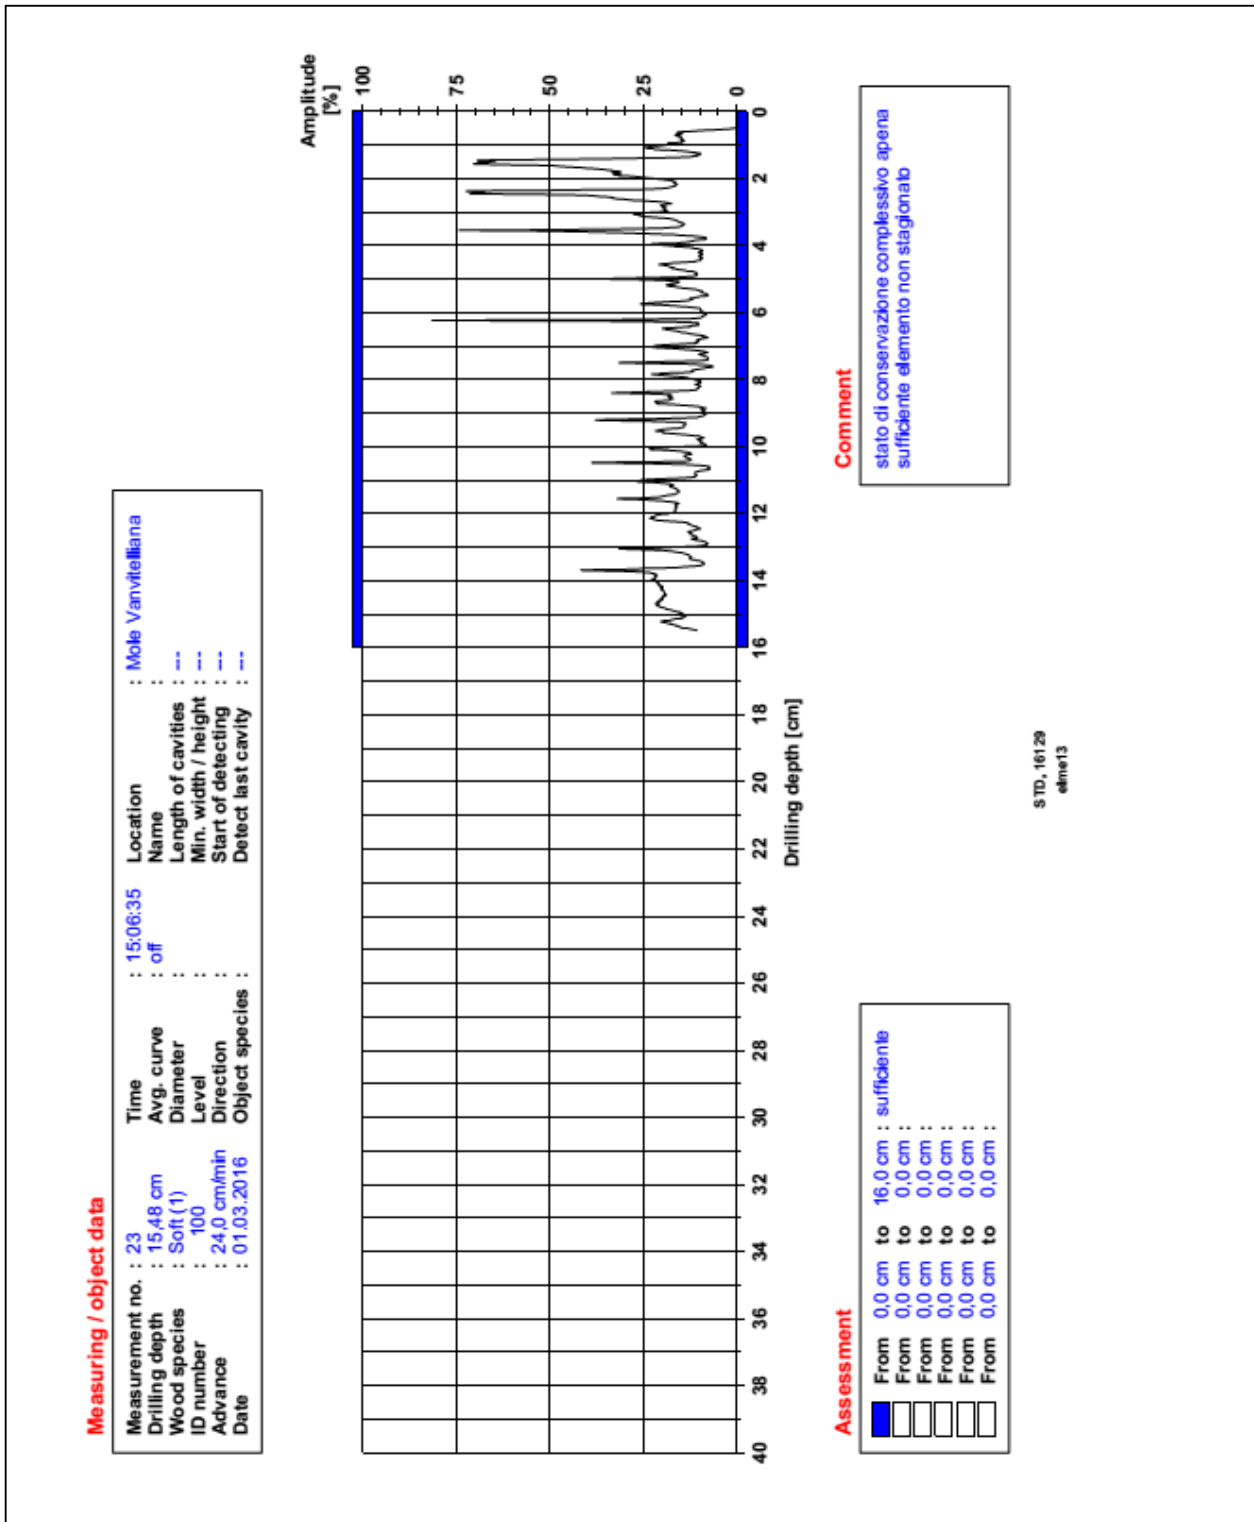 Measuring / object data
Measurement no. : 23 Time : 15:06:35 Location : Mole Vanvitelliana
Drilling depth : 15,48 cm Avg. curve : off Name :
Wood species : Soft (1) Diameter : Length of cavities : ---
ID number : 100 Level : Min. width / height : ---
Advance : 24,0 cm/min Direction : Start of detecting : ---
Date : 01.03.2016 Object species : Detect last cavity : ---
Amplitude
[%]
100
75
50
25
0
40 38 36 34 32 30 28 26 24 22 20 18 16 14 12 10 8 6 4 2 0
Drilling depth [cm]
Assessment
From 0,0 cm to 16,0 cm : sufficiente
From 0,0 cm to 0,0 cm :
From 0,0 cm to 0,0 cm :
From 0,0 cm to 0,0 cm :
From 0,0 cm to 0,0 cm :
From 0,0 cm to 0,0 cm :
Comment
stato di conservazione complessivo apena
sufficiente elemento non stagionato
STD, 16129
elme13